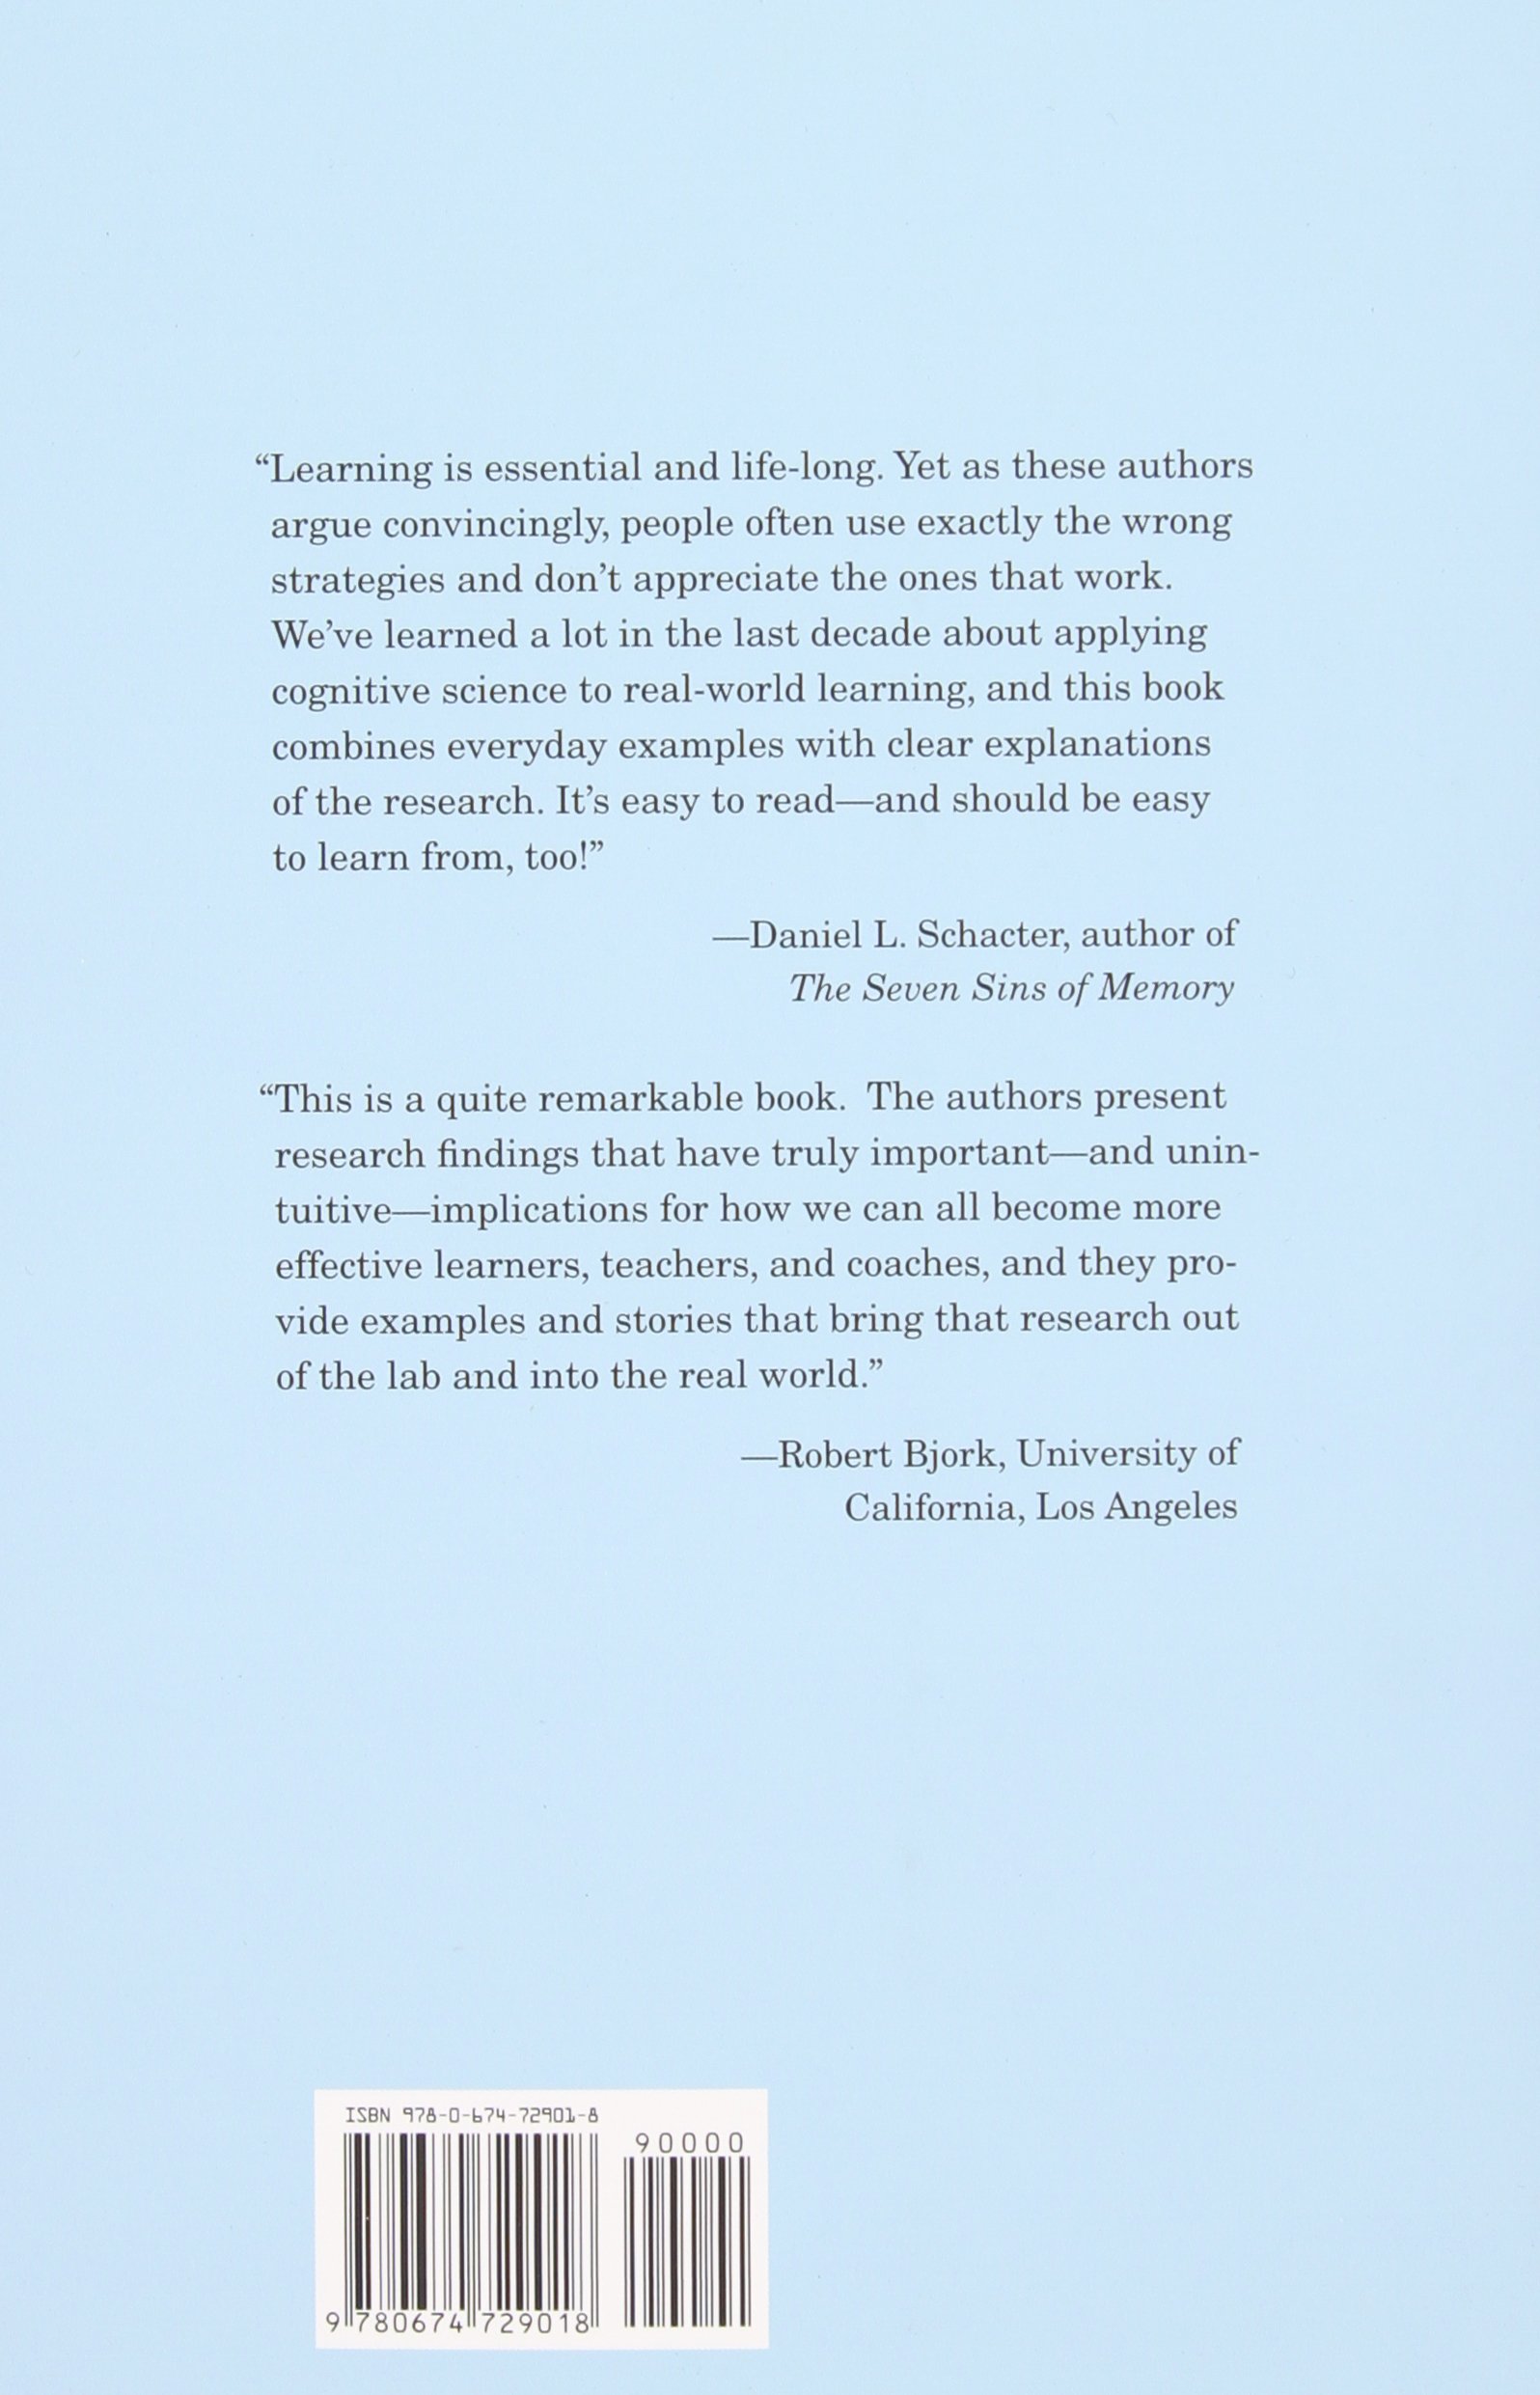 “Learning is essential and life-long. Yet as these authors
argue convincingly, people often use exactly the wrong
strategies and don’t appreciate the ones that work.
We’ve learned a lot in the last decade about applying
cognitive science to real-world learning, and this book
combines everyday examples with clear explanations
of the research. It’s easy to read—and should be easy
to learn from, too!”
—Daniel L. Schacter, author of
The Seven Sins of Memory
“This is a quite remarkable book. The authors present
research findings that have truly important—and unin-
tuitive—implications for how we can all become more
effective learners, teachers, and coaches, and they pro-
vide examples and stories that bring that research out
of the lab and into the real world.”
—Robert Bjork, University of
California, Los Angeles
ISBN 978-0-674-72901-8
90000
9 780674 729018